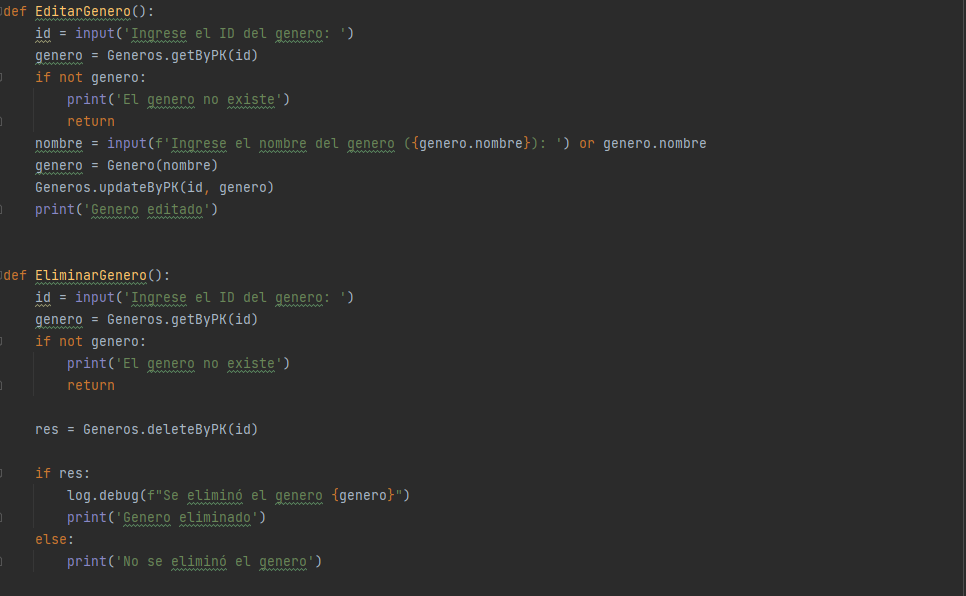 def EditarGenero():
    id = input('Ingrese el ID del genero: ')
    genero = Generos.getByPK(id)
    if not genero:
        print('El genero no existe')
        return
    nombre = input(f'Ingrese el nombre del genero ({genero.nombre}): ') or genero.nombre
    genero = Genero(nombre)
    Generos.updateByPK(id, genero)
    print('Genero editado')


def EliminarGenero():
    id = input('Ingrese el ID del genero: ')
    genero = Generos.getByPK(id)
    if not genero:
        print('El genero no existe')
        return

    res = Generos.deleteByPK(id)

    if res:
        log.debug(f"Se eliminó el genero {genero}")
        print('Genero eliminado')
    else:
        print('No se eliminó el genero')